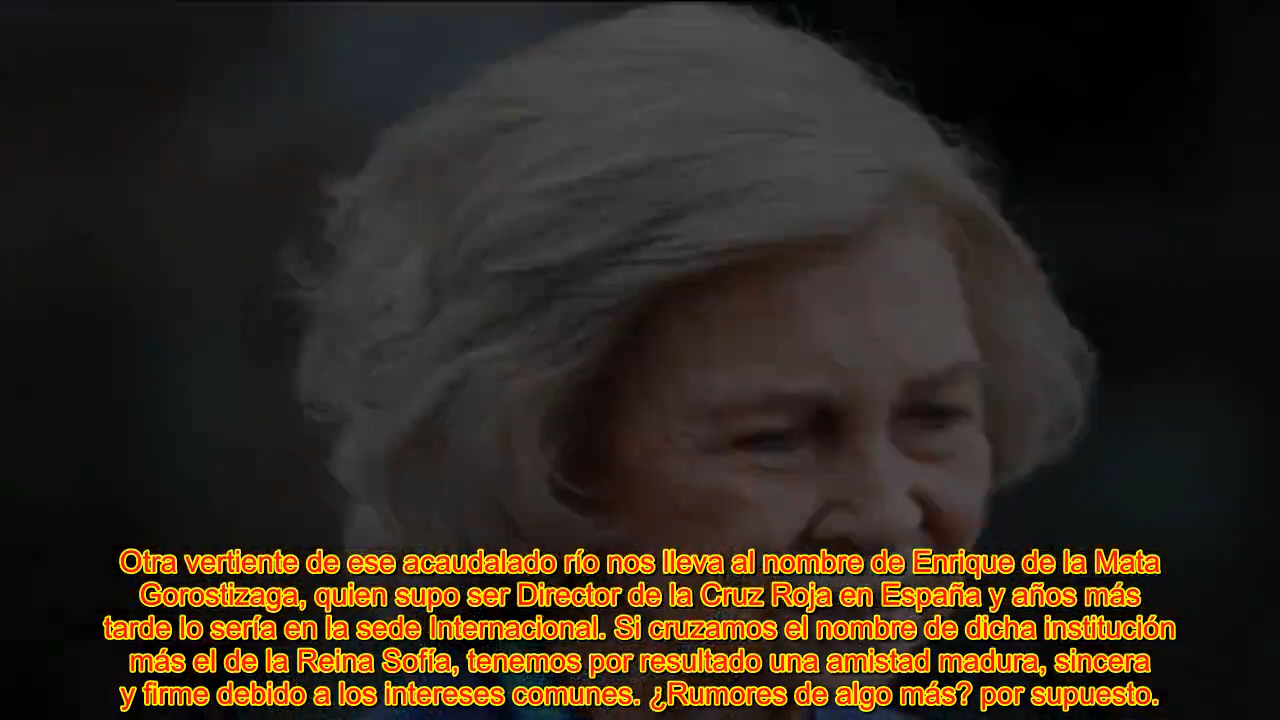 Otra vertiente de ese acaudalado río nos lleva al nombre de Enrique de la Mata
Gorostizaga, quien supo ser Director de la Cruz Roja en España y años más
tarde lo sería en la sede Internacional. Si cruzamos el nombre de dicha institución
más el de la Reina Sofía, tenemos por resultado una amistad madura, sincera
y firme debido a los intereses comunes. ¿Rumores de algo más? por supuesto.